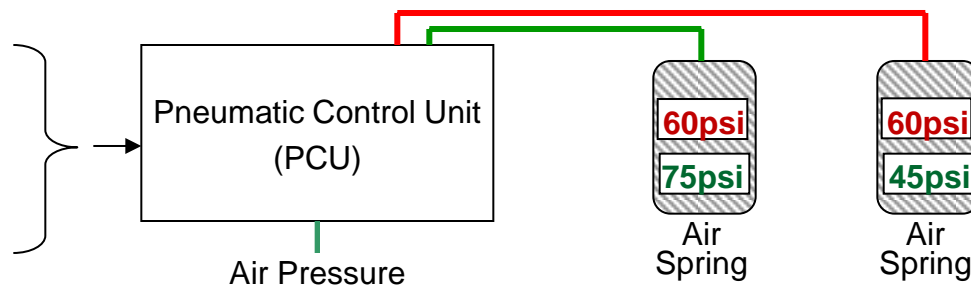 Pneumatic Control Unit
(PCU)
Air Pressure
60psi
75psi
Air
Spring
60psi
45psi
Air
Spring